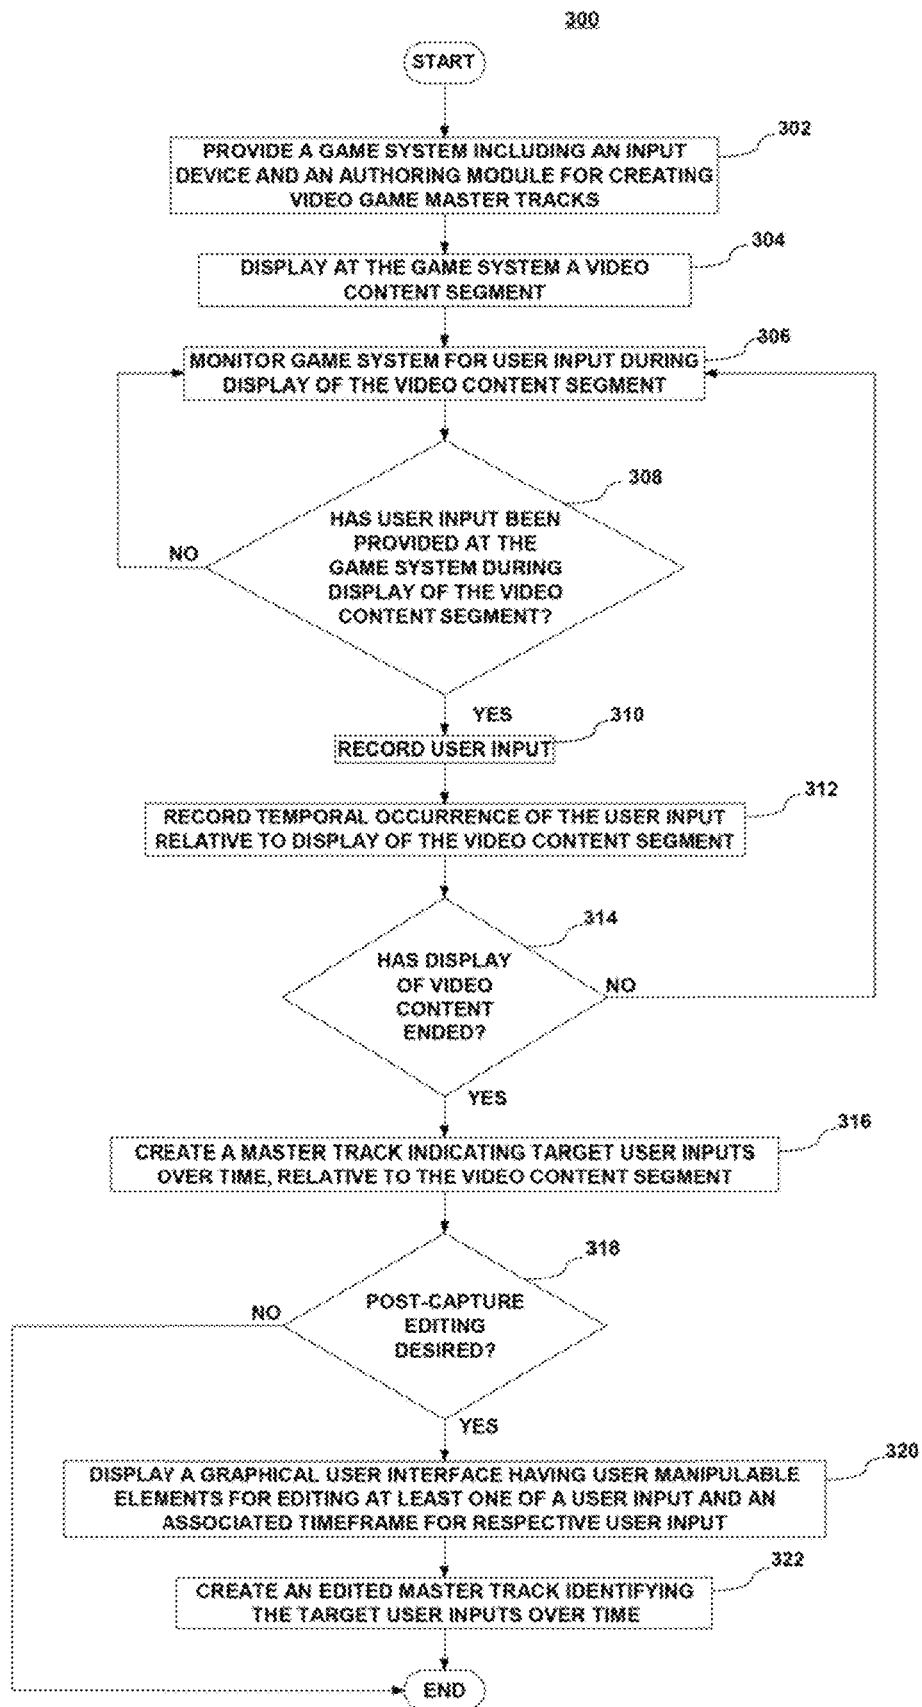 300
START
302
PROVIDE A GAME SYSTEM INCLUDING AN INPUT
DEVICE AND AN AUTHORING MODULE FOR CREATING
VIDEO GAME MASTER TRACKS
304
DISPLAY AT THE GAME SYSTEM A VIDEO
CONTENT SEGMENT
306
MONITOR GAME SYSTEM FOR USER INPUT DURING
DISPLAY OF THE VIDEO CONTENT SEGMENT
308
HAS USER INPUT BEEN
PROVIDED AT THE
GAME SYSTEM DURING
DISPLAY OF THE VIDEO
CONTENT SEGMENT?
NO
YES
310
RECORD USER INPUT
312
RECORD TEMPORAL OCCURRENCE OF THE USER INPUT
RELATIVE TO DISPLAY OF THE VIDEO CONTENT SEGMENT
314
HAS DISPLAY
OF VIDEO
CONTENT
ENDED?
NO
YES
316
CREATE A MASTER TRACK INDICATING TARGET USER INPUTS
OVER TIME, RELATIVE TO THE VIDEO CONTENT SEGMENT
318
POST-CAPTURE
EDITING
DESIRED?
NO
YES
320
DISPLAY A GRAPHICAL USER INTERFACE HAVING USER MANIPULABLE
ELEMENTS FOR EDITING AT LEAST ONE OF A USER INPUT AND AN
ASSOCIATED TIMEFRAME FOR RESPECTIVE USER INPUT
322
CREATE AN EDITED MASTER TRACK IDENTIFYING
THE TARGET USER INPUTS OVER TIME
END